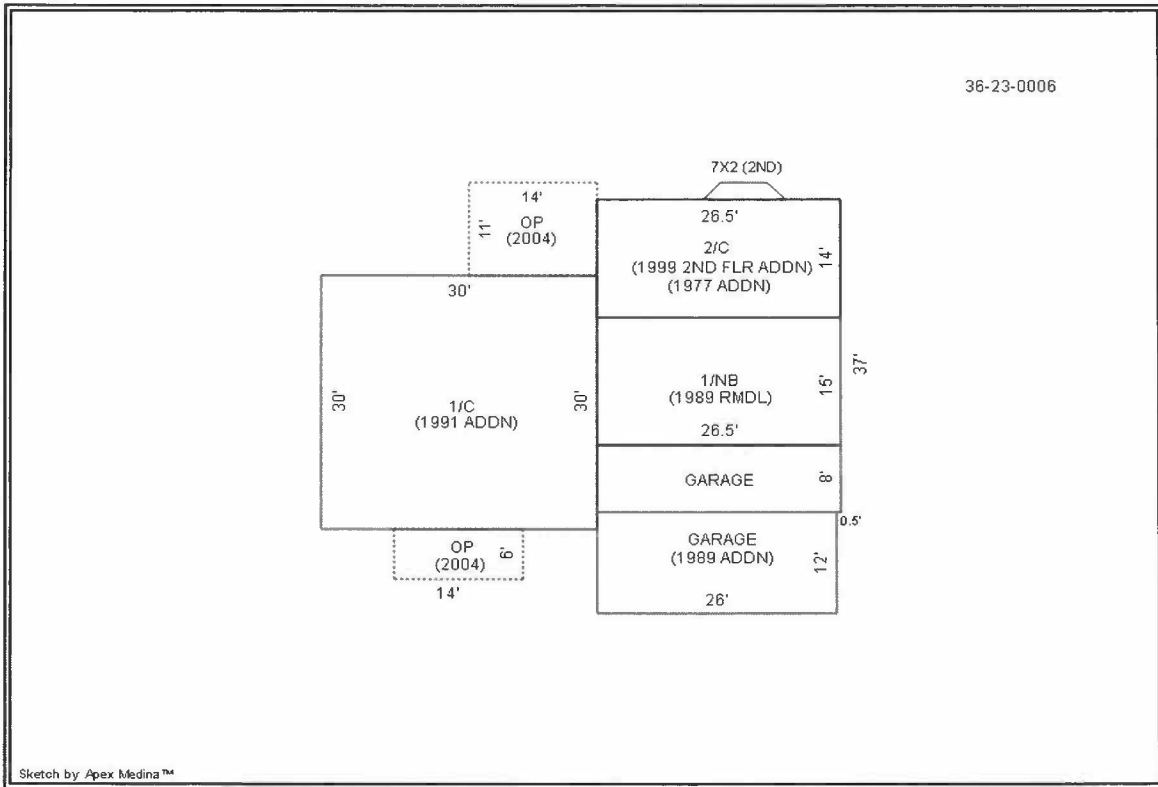 36-23-0006
7X2 (2ND)
14'
11'
OP
(2004)
26.5'
2/C
(1999 2ND FLR ADDN)
(1977 ADDN)
14'
30'
30'
1/C
(1991 ADDN)
30'
1/NB
(1989 RMDL)
15'
37'
26.5'
GARAGE
8'
0.5'
GARAGE
(1989 ADDN)
12'
26'
OP
(2004)
6'
14'
Sketch by Apex Medina™